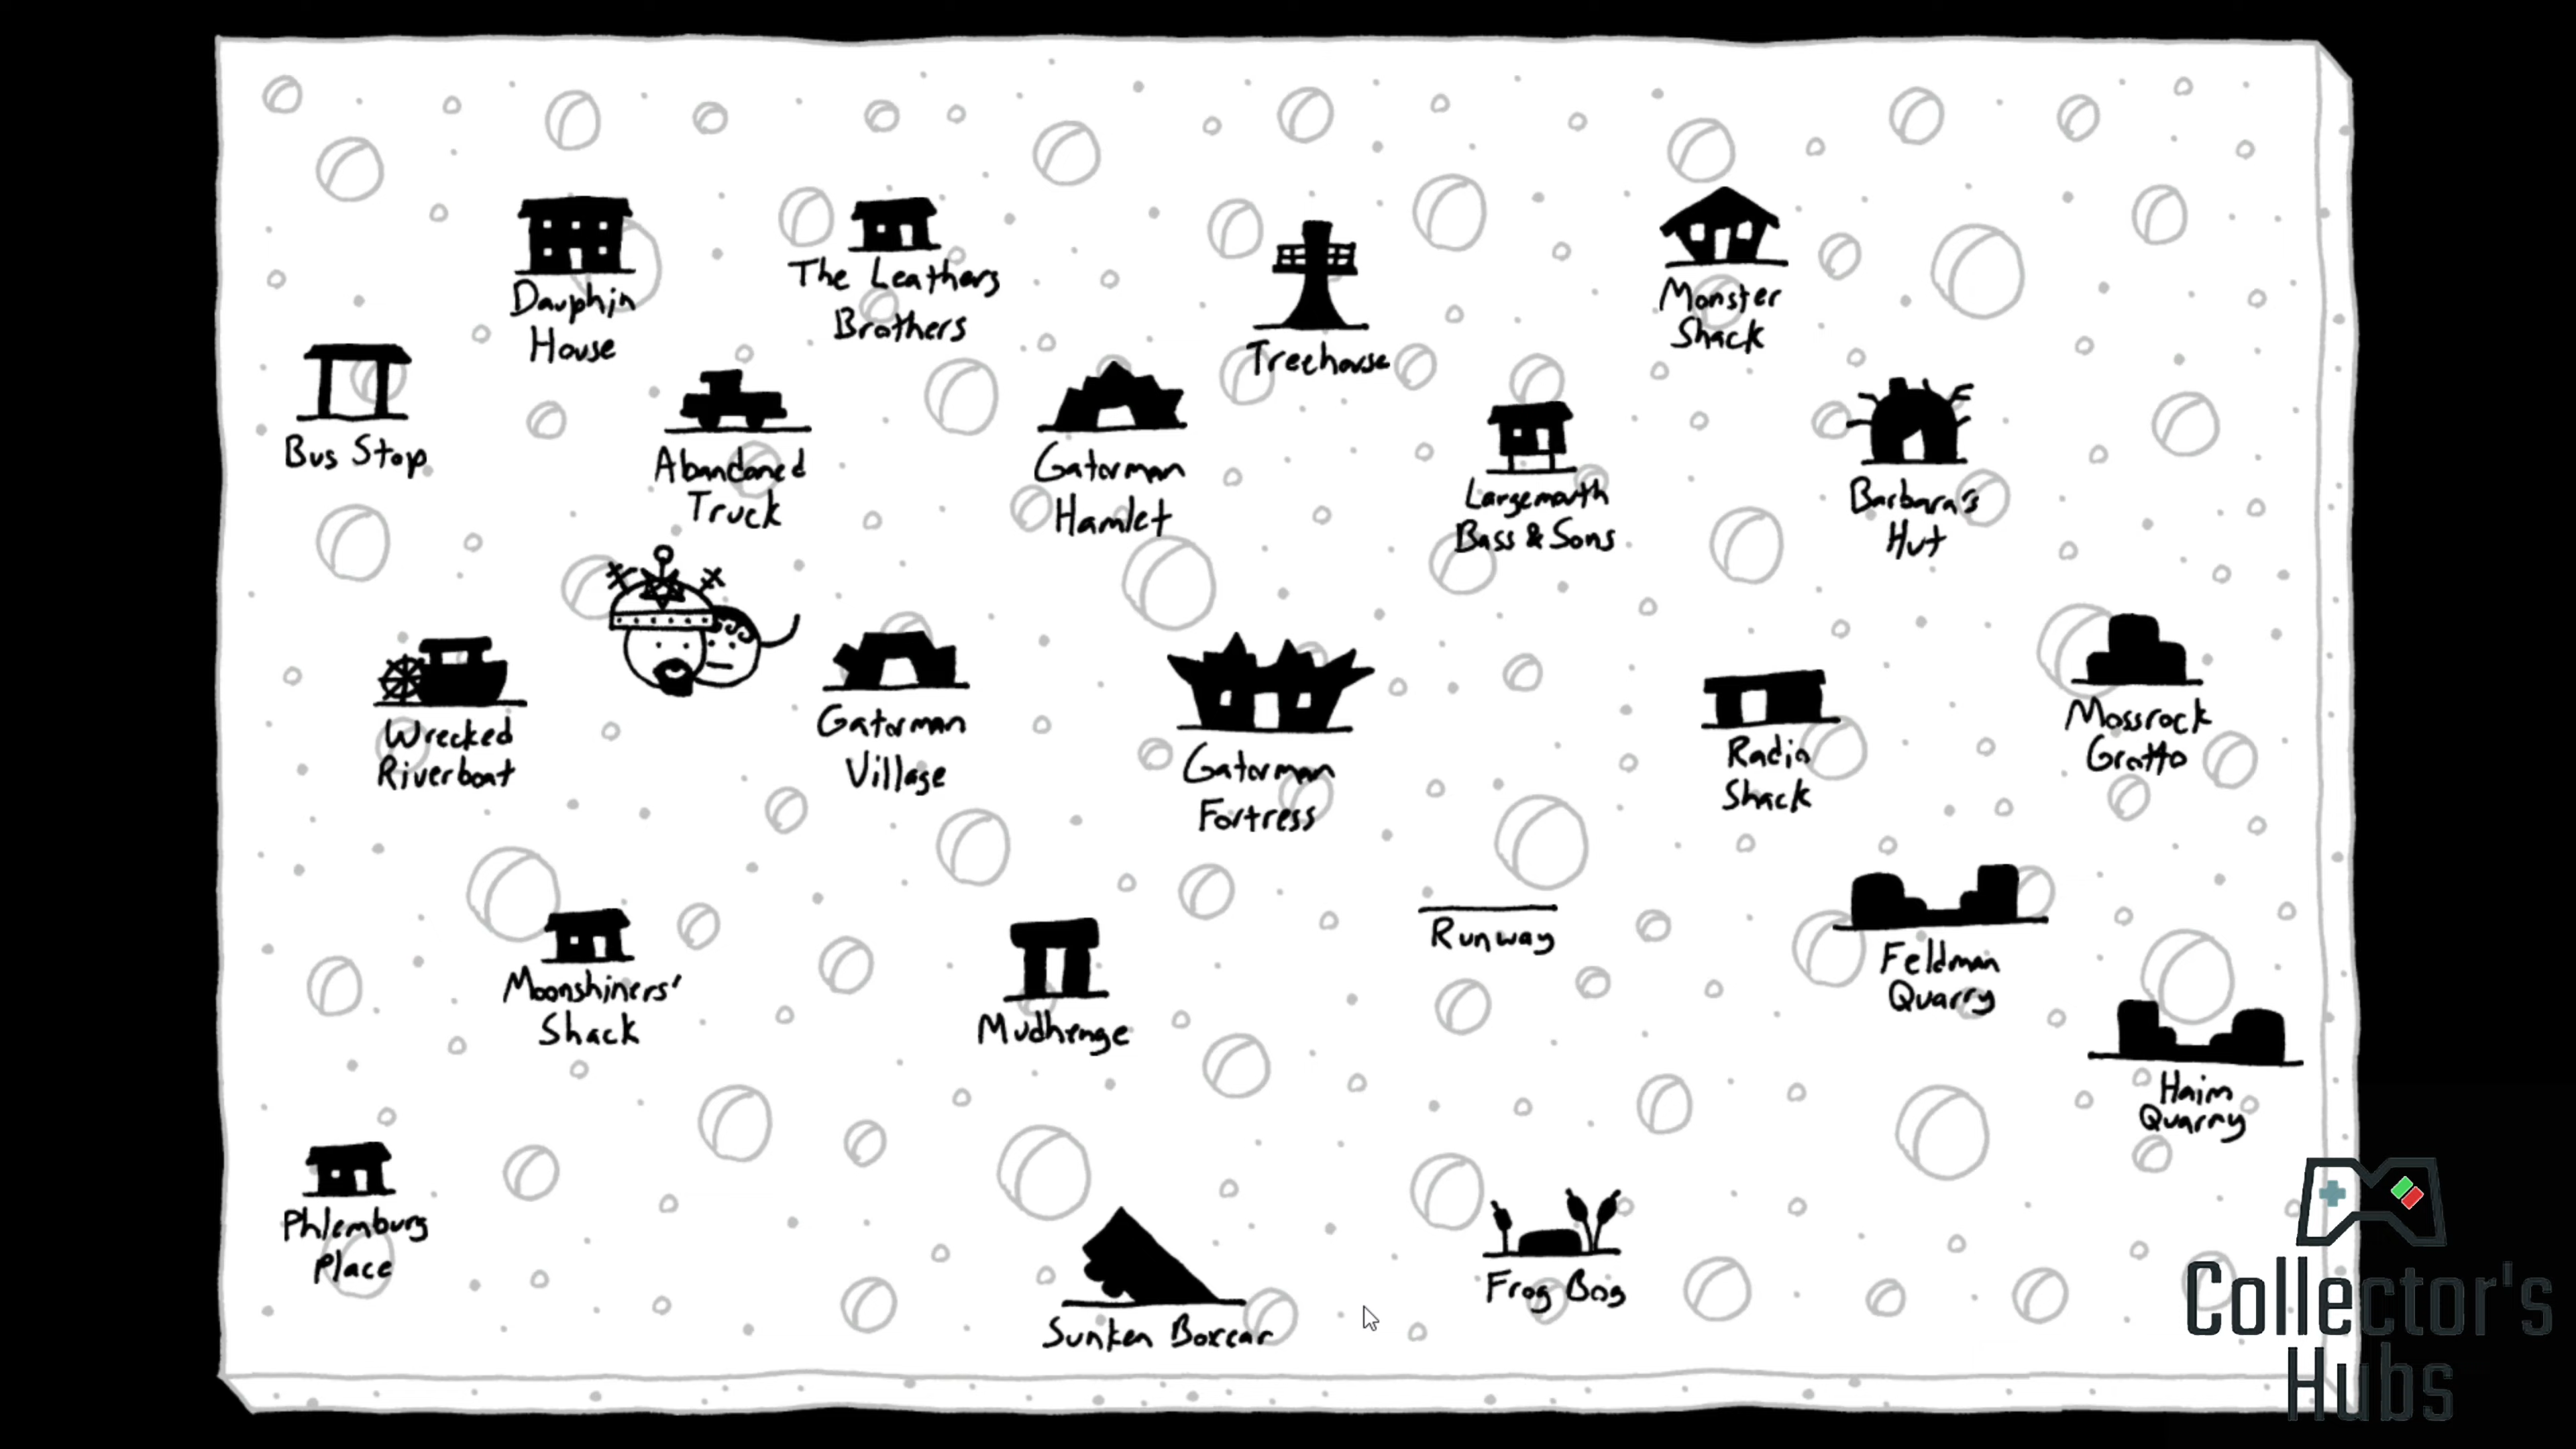 Dauphin
House
The Leathers
Brothers
Treehouse
Monster
Shack
Bus Stop
Abandoned
Truck
Gatorman
Hamlet
Largemouth
Bass & Sons
Barbara's
Hut
Wrecked
Riverboat
Gatorman
Village
Gatorman
Fortress
Radio
Shack
Mossrock
Grotto
Moonshiners'
Shack
Mudhenge
Runway
Feldman
Quarry
Haim
Quarry
Phlemburg
Place
Sunken Boxcar
Frog Bog
Collector's
Hubs